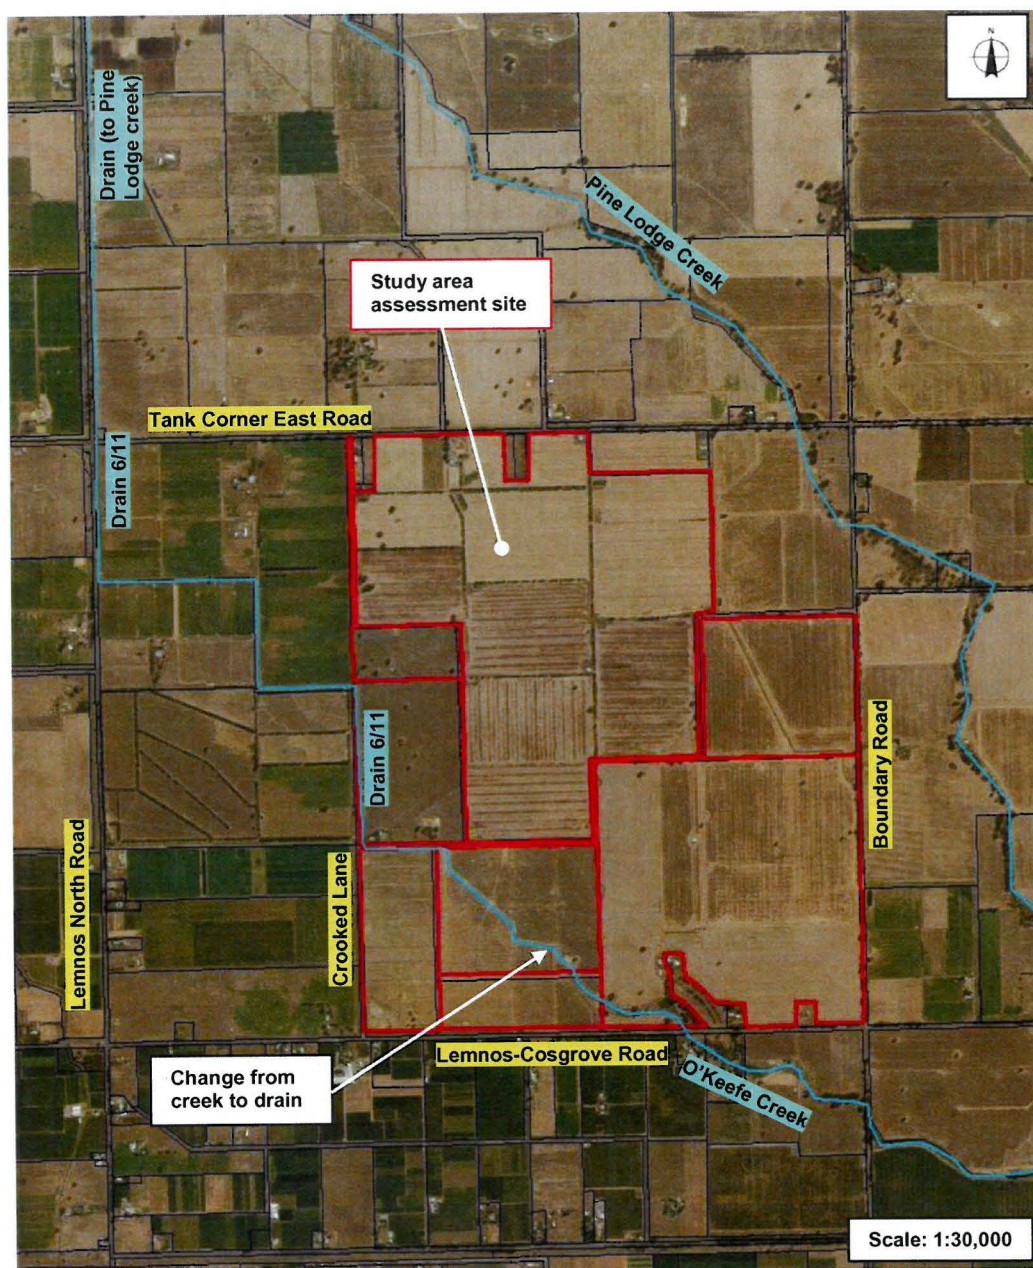 N
Drain (to Pine
Lodge creek)
Pine Lodge Creek
Study area
assessment site
Tank Corner East Road
Drain 6/11
Drain 6/11
Boundary Road
Lemnos North Road
Crooked Lane
Lemnos-Cosgrove Road
O'Keefe Creek
Change from
creek to drain
Scale: 1:30,000